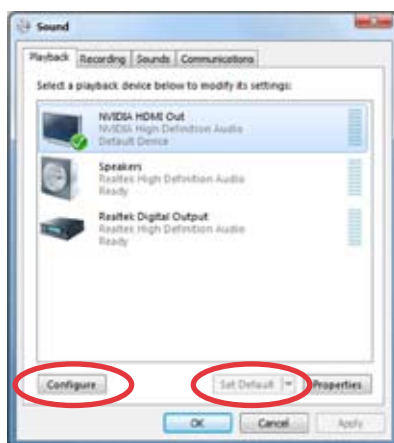 Sound
Playback Recording Sounds Communications
Select a playback device below to modify its settings:
NVIDIA HDMI Out
NVIDIA High Definition Audio
Default Device
Speakers
Realtek High Definition Audio
Ready
Realtek Digital Output
Realtek High Definition Audio
Ready
Configure Set Default Properties
OK Cancel Apply